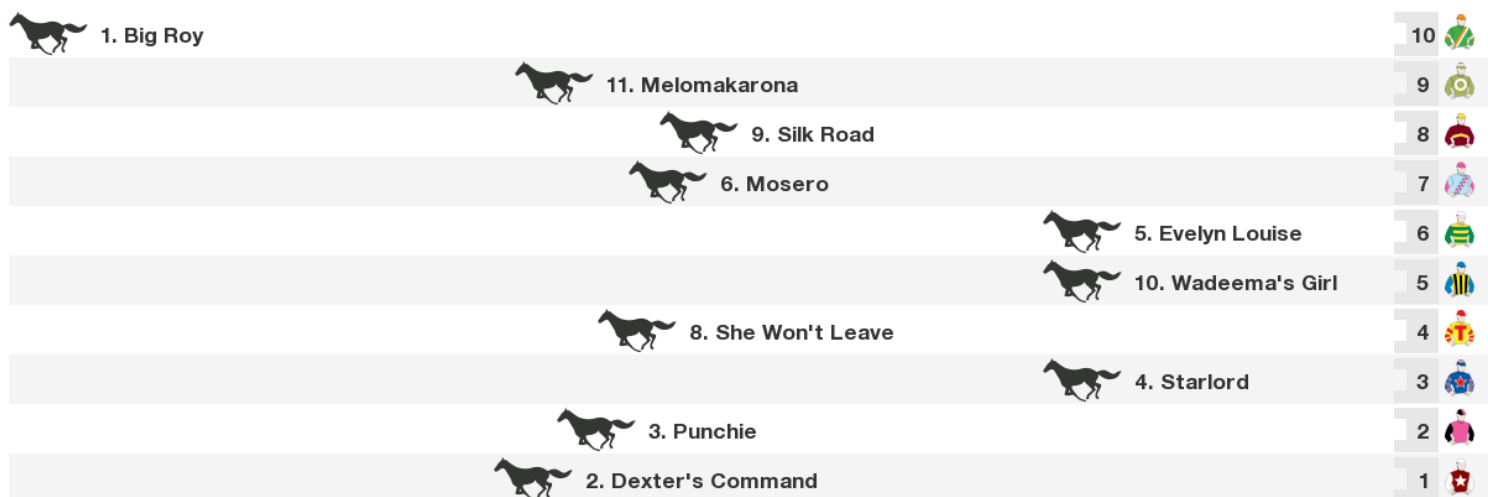 1. Big Roy 10
11. Melomakarona 9
9. Silk Road 8
6. Mosero 7
5. Evelyn Louise 6
10. Wadeema's Girl 5
8. She Won't Leave 4
T
4. Starlord 3
3. Punchie 2
2. Dexter's Command 1